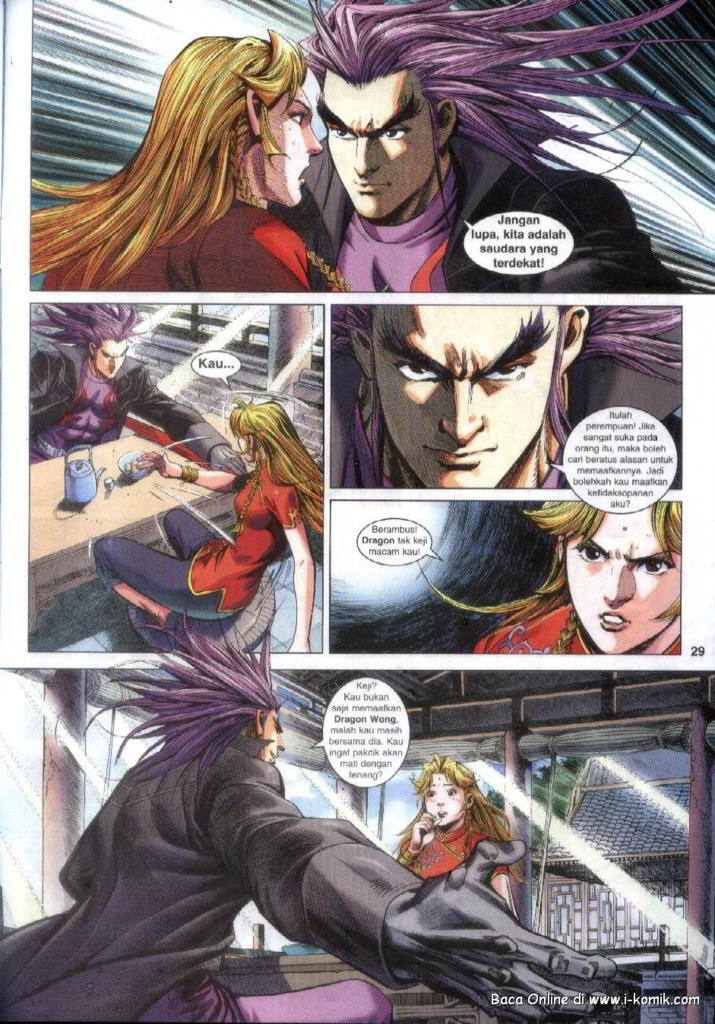 Jangan
lupa, kita adalah
saudara yang
terdekat!
Kau...
Itulah
perempuan! Jika
sangat suka pada
orang itu, maka boleh
cari beratus alasan untuk
memaafkannya. Jadi
bolehkah kau maafkan
ketidaksopanan
aku?
Berambus!
Dragon tak keji
macam kau!
29
Keji?
Kau bukan
saja memaafkan
Dragon Wong,
malah kau masih
bersama dia. Kau
ingat pakcik akan
mati dengan
tenang?
Baca Online di www.i-komik.com